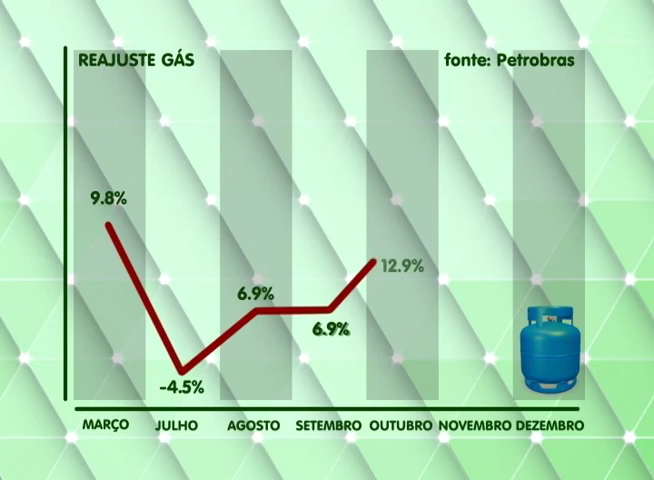 REAJUSTE GÁS
fonte: Petrobras
9.8%
-4.5%
6.9%
6.9%
12.9%
MARÇO JULHO AGOSTO SETEMBRO OUTUBRO NOVEMBRO DEZEMBRO